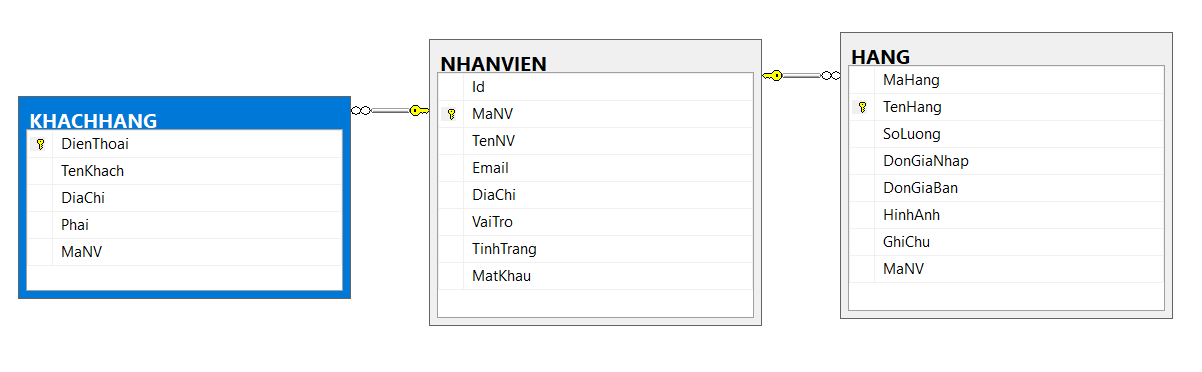 KHACHHANG
DienThoai
TenKhach
DiaChi
Phai
MaNV
NHANVIEN
Id
MaNV
TenNV
Email
DiaChi
VaiTro
TinhTrang
MatKhau
HANG
MaHang
TenHang
SoLuong
DonGiaNhap
DonGiaBan
HinhAnh
GhiChu
MaNV